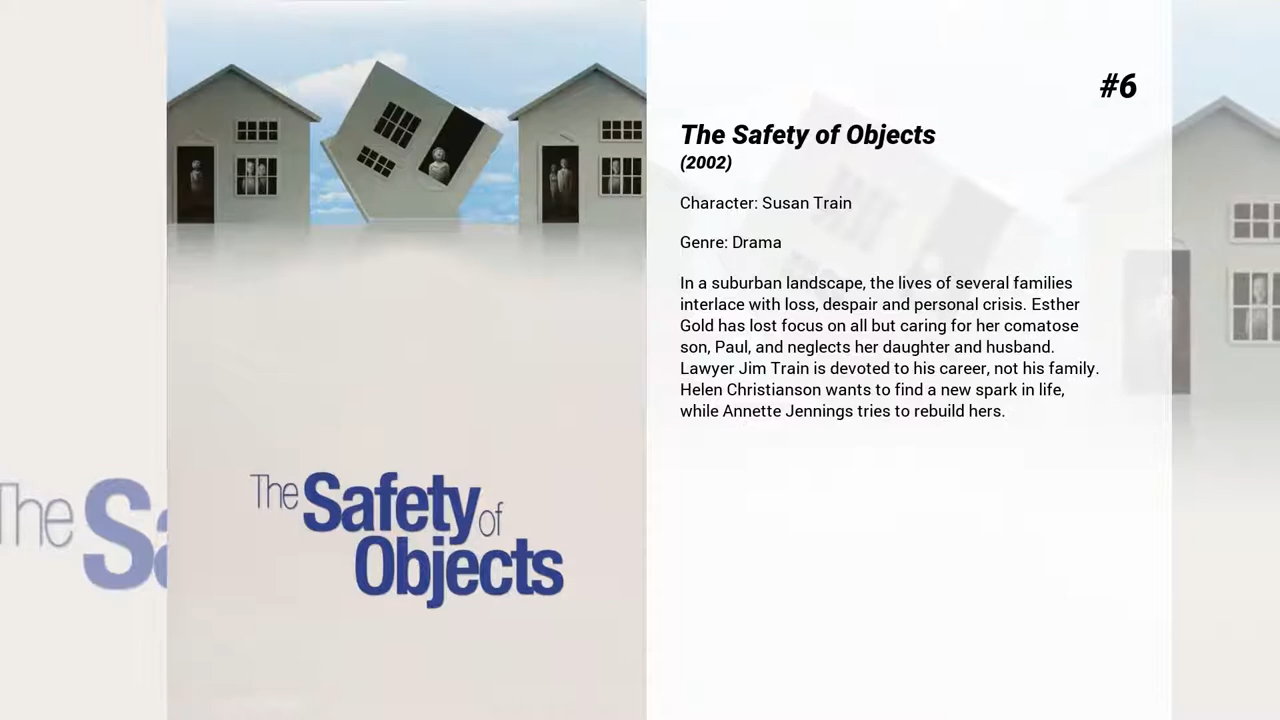 #6
The Safety of Objects
(2002)
Character: Susan Train
Genre: Drama
In a suburban landscape, the lives of several families
interlace with loss, despair and personal crisis. Esther
Gold has lost focus on all but caring for her comatose
son, Paul, and neglects her daughter and husband.
Lawyer Jim Train is devoted to his career, not his family.
Helen Christianson wants to find a new spark in life,
while Annette Jennings tries to rebuild hers.
The Safety of
Objects
The Sa